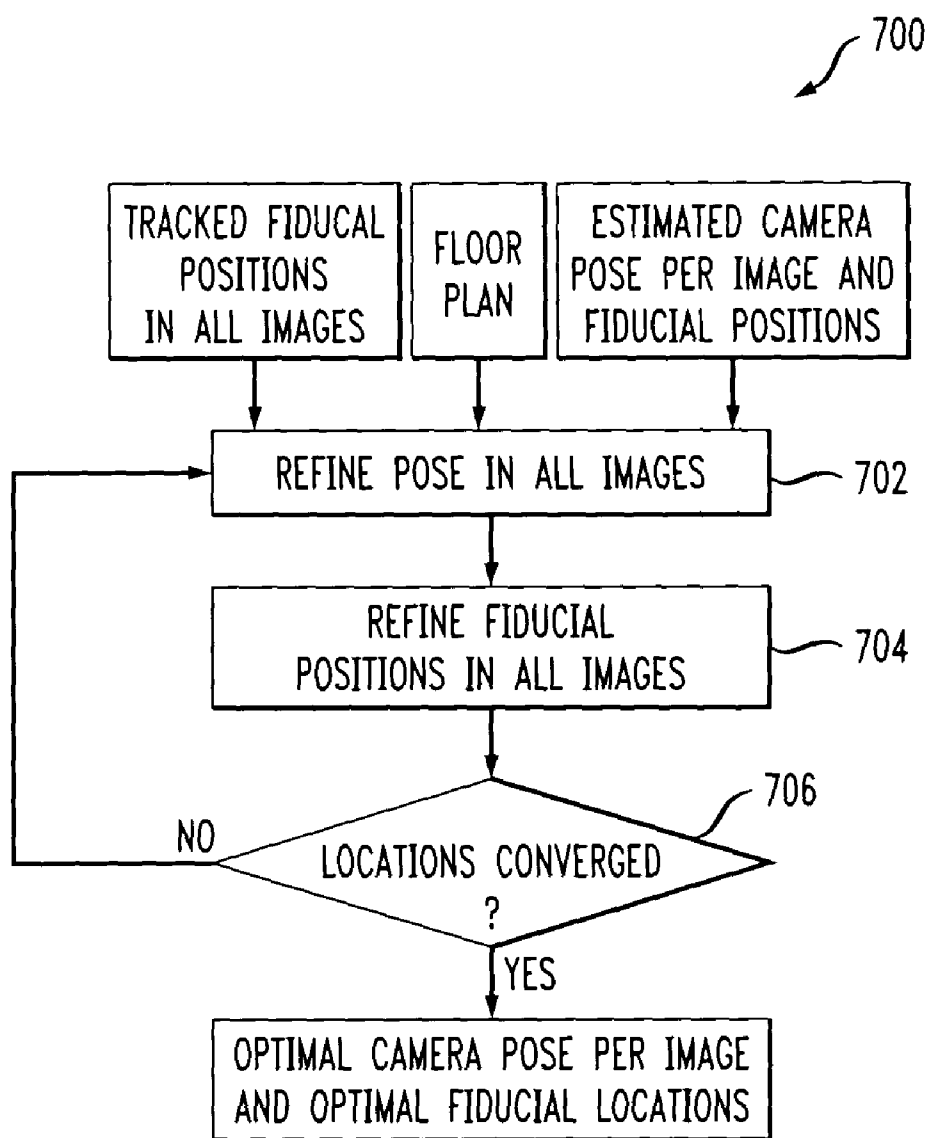 700
TRACKED FIDUCAL
POSITIONS
IN ALL IMAGES
FLOOR
PLAN
ESTIMATED CAMERA
POSE PER IMAGE AND
FIDUCIAL POSITIONS
REFINE POSE IN ALL IMAGES
702
REFINE FIDUCIAL
POSITIONS IN ALL IMAGES
704
706
NO
LOCATIONS CONVERGED
?
YES
OPTIMAL CAMERA POSE PER IMAGE
AND OPTIMAL FIDUCIAL LOCATIONS